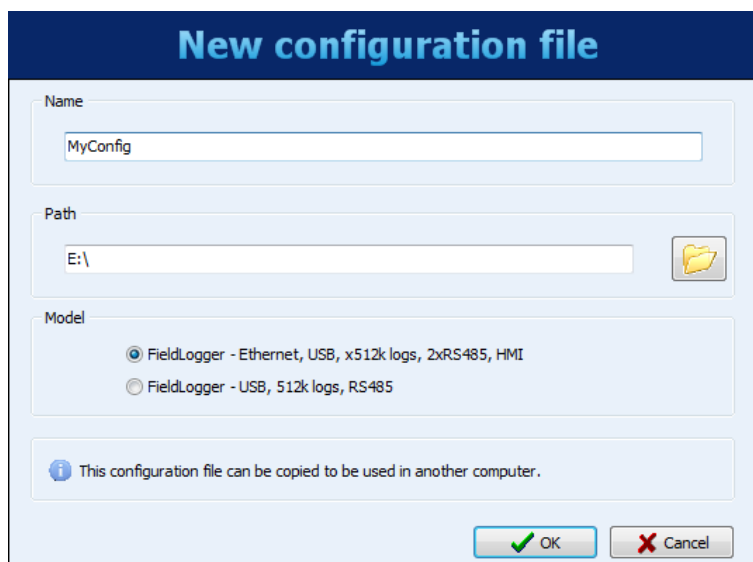 New configuration file
Name
MyConfig
Path
E:\
Model
FieldLogger - Ethernet, USB, x512k logs, 2xRS485, HMI
FieldLogger - USB, 512k logs, RS485
This configuration file can be copied to be used in another computer.
OK
Cancel